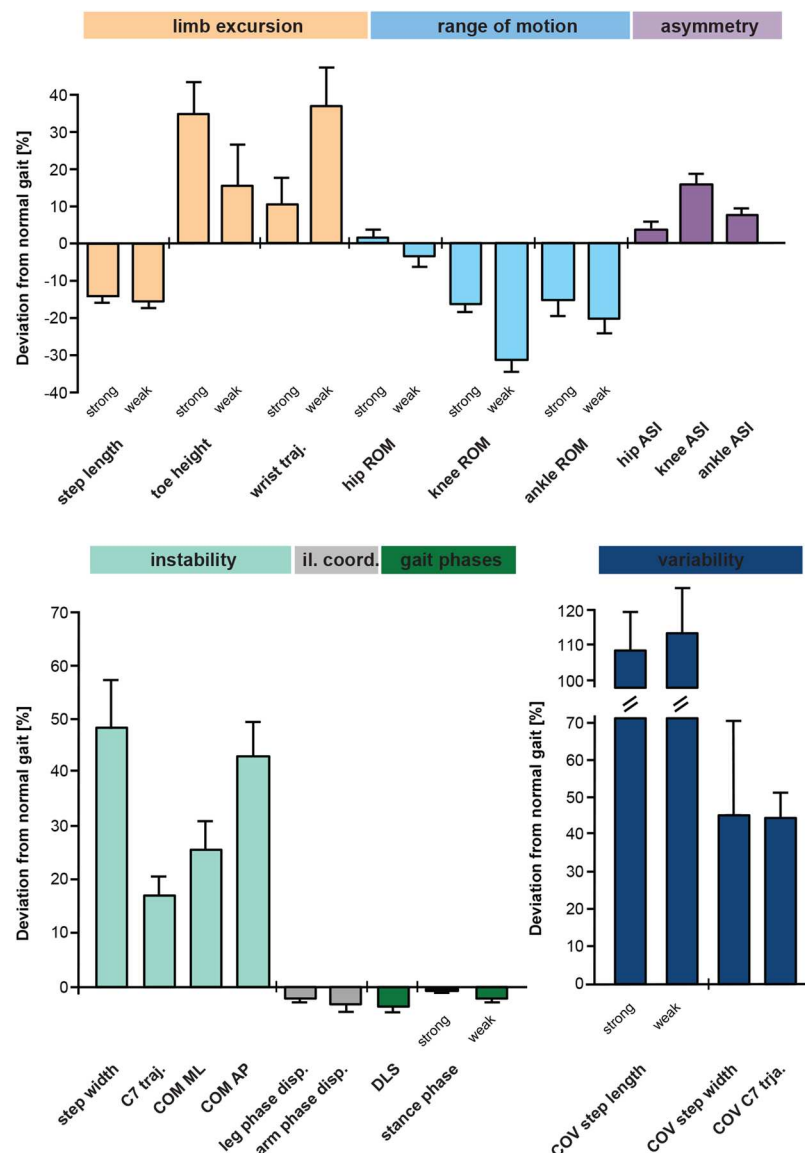 limb excursion range of motion asymmetry
Deviation from normal gait [%]
50
40
30
20
10
0
-10
-20
-30
-40
strong weak strong weak strong weak strong weak strong weak strong weak
step length toe height wrist traj. hip ROM knee ROM ankle ROM hip ASI knee ASI ankle ASI
instability il. coord. gait phases
Deviation from normal gait [%]
70
60
50
40
30
20
10
0
strong weak
step width C7 traj. COM ML COM AP leg phase disp. arm phase disp. DLS stance phase
variability
Deviation from normal gait [%]
120
110
100
70
60
50
40
30
20
10
0
strong weak
COV step length COV step width COV C7 trja.